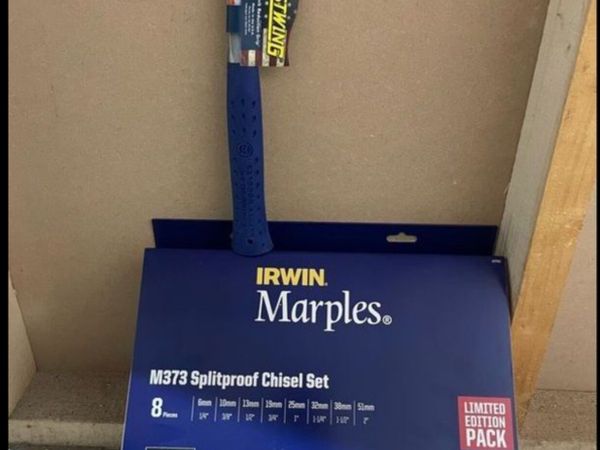 STWING
IRWIN.
Marples®
M373 Splitproof Chisel Set
8 Pieces
6mm 10mm 13mm 19mm 25mm 32mm 38mm 51mm
1/4" 3/8" 1/2" 3/4" 1" 1-1/4" 1-1/2" 2"
LIMITED
EDITION
PACK